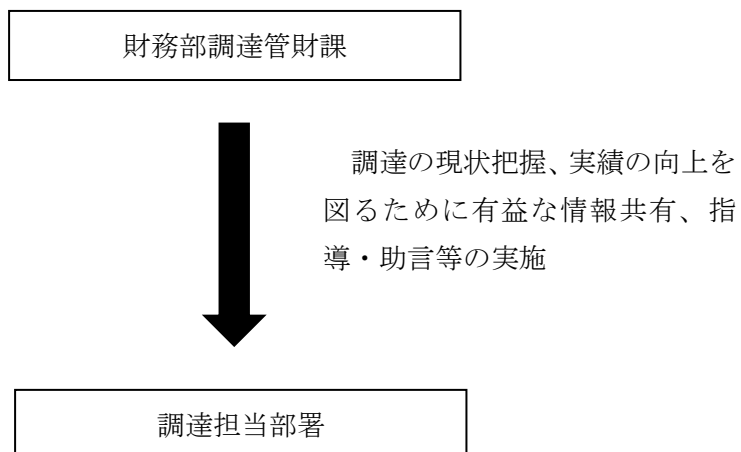 財務部調達管財課
調達の現状把握、実績の向上を
図るために有益な情報共有、指
導・助言等の実施
調達担当部署